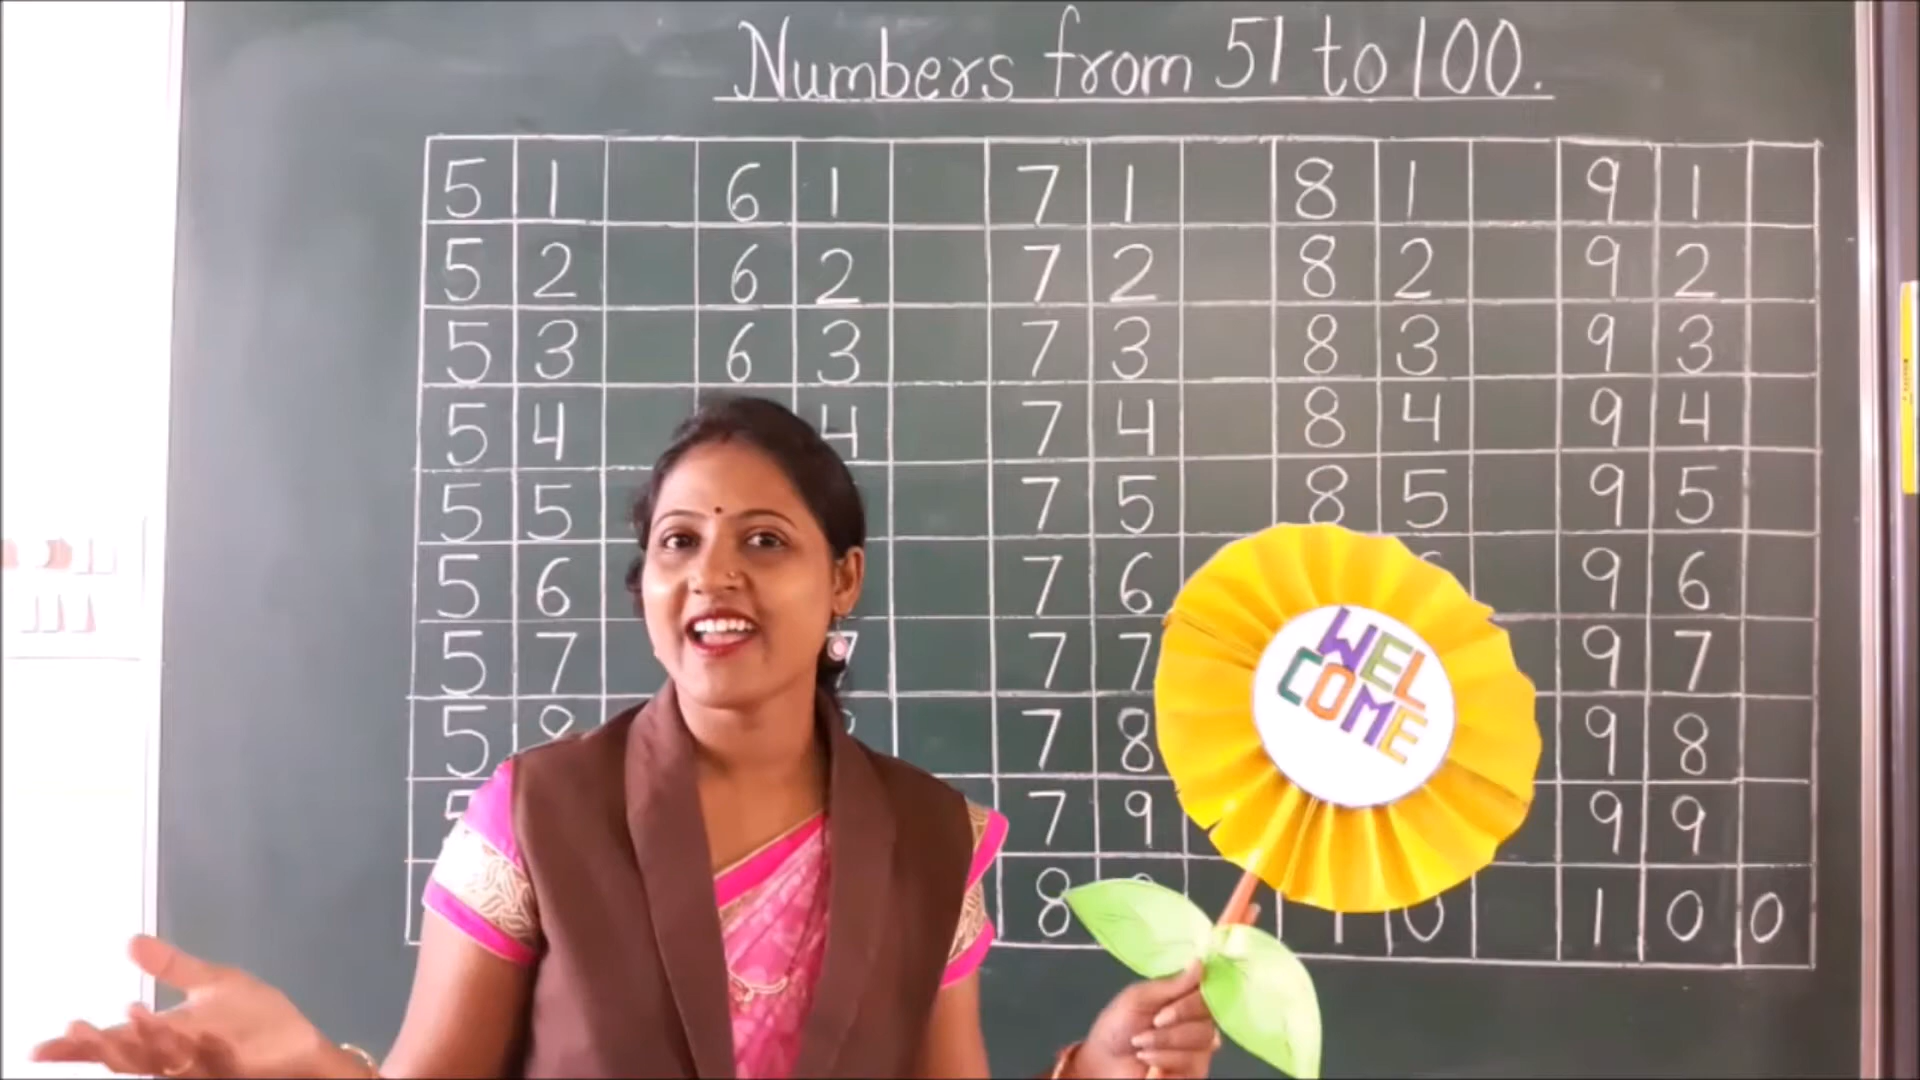 Numbers from 51 to 100.
5 1 6 1 7 1 8 1 9 1
5 2 6 2 7 2 8 2 9 2
5 3 6 3 7 3 8 3 9 3
5 4 4 7 4 8 4 9 4
5 5 7 5 8 5 9 5
5 6 7 6 9 6
5 7 7 7 7 9 7
5 8 7 8 9 8
7 9 9 9
8 0 1 0 0
WEL
COME